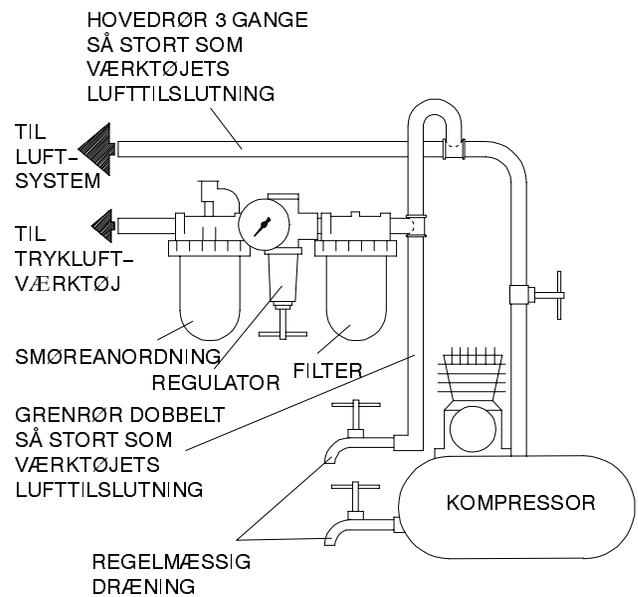 HOVEDRØR 3 GANGE
SÅ STORT SOM
VÆRKTØJETS
LUFTTILSLUTNING
TIL
LUFT-
SYSTEM
TIL
TRYKLUFT-
VÆRKTØJ
SMØREANORDNING
REGULATOR
FILTER
GRENRØR DOBBELT
SÅ STORT SOM
VÆRKTØJETS
LUFTTILSLUTNING
KOMPRESSOR
REGELMÆSSIG
DRÆNING